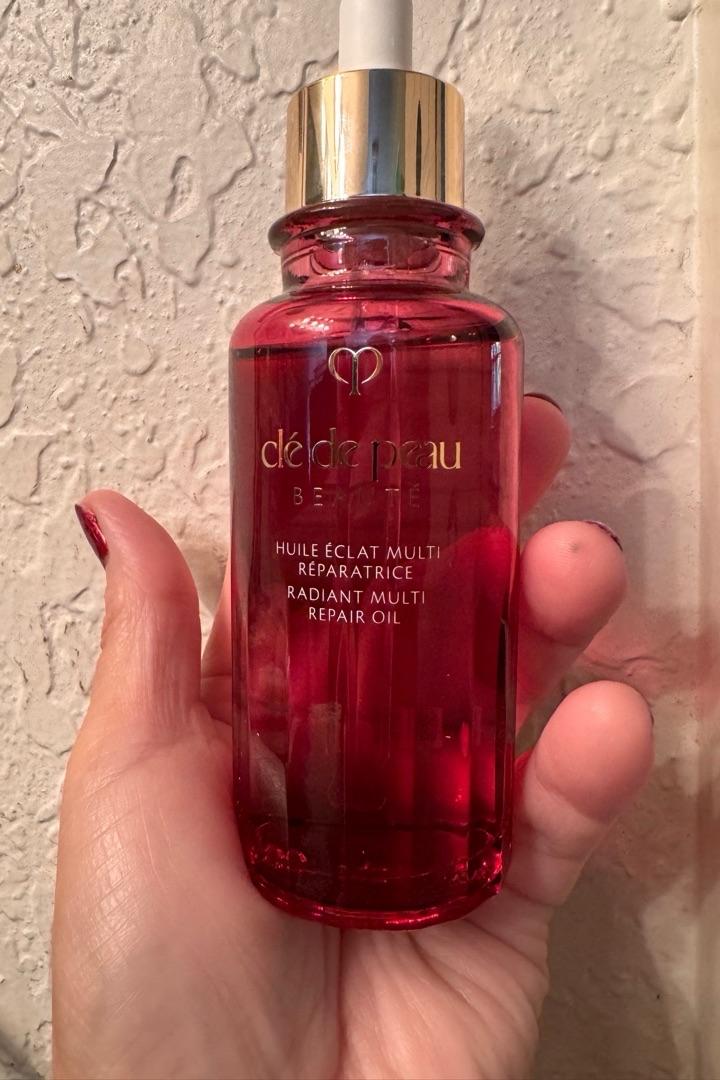 clé de peau
BEAUTÉ
HUILE ÉCLAT MULTI
RÉPARATRICE
RADIANT MULTI
REPAIR OIL